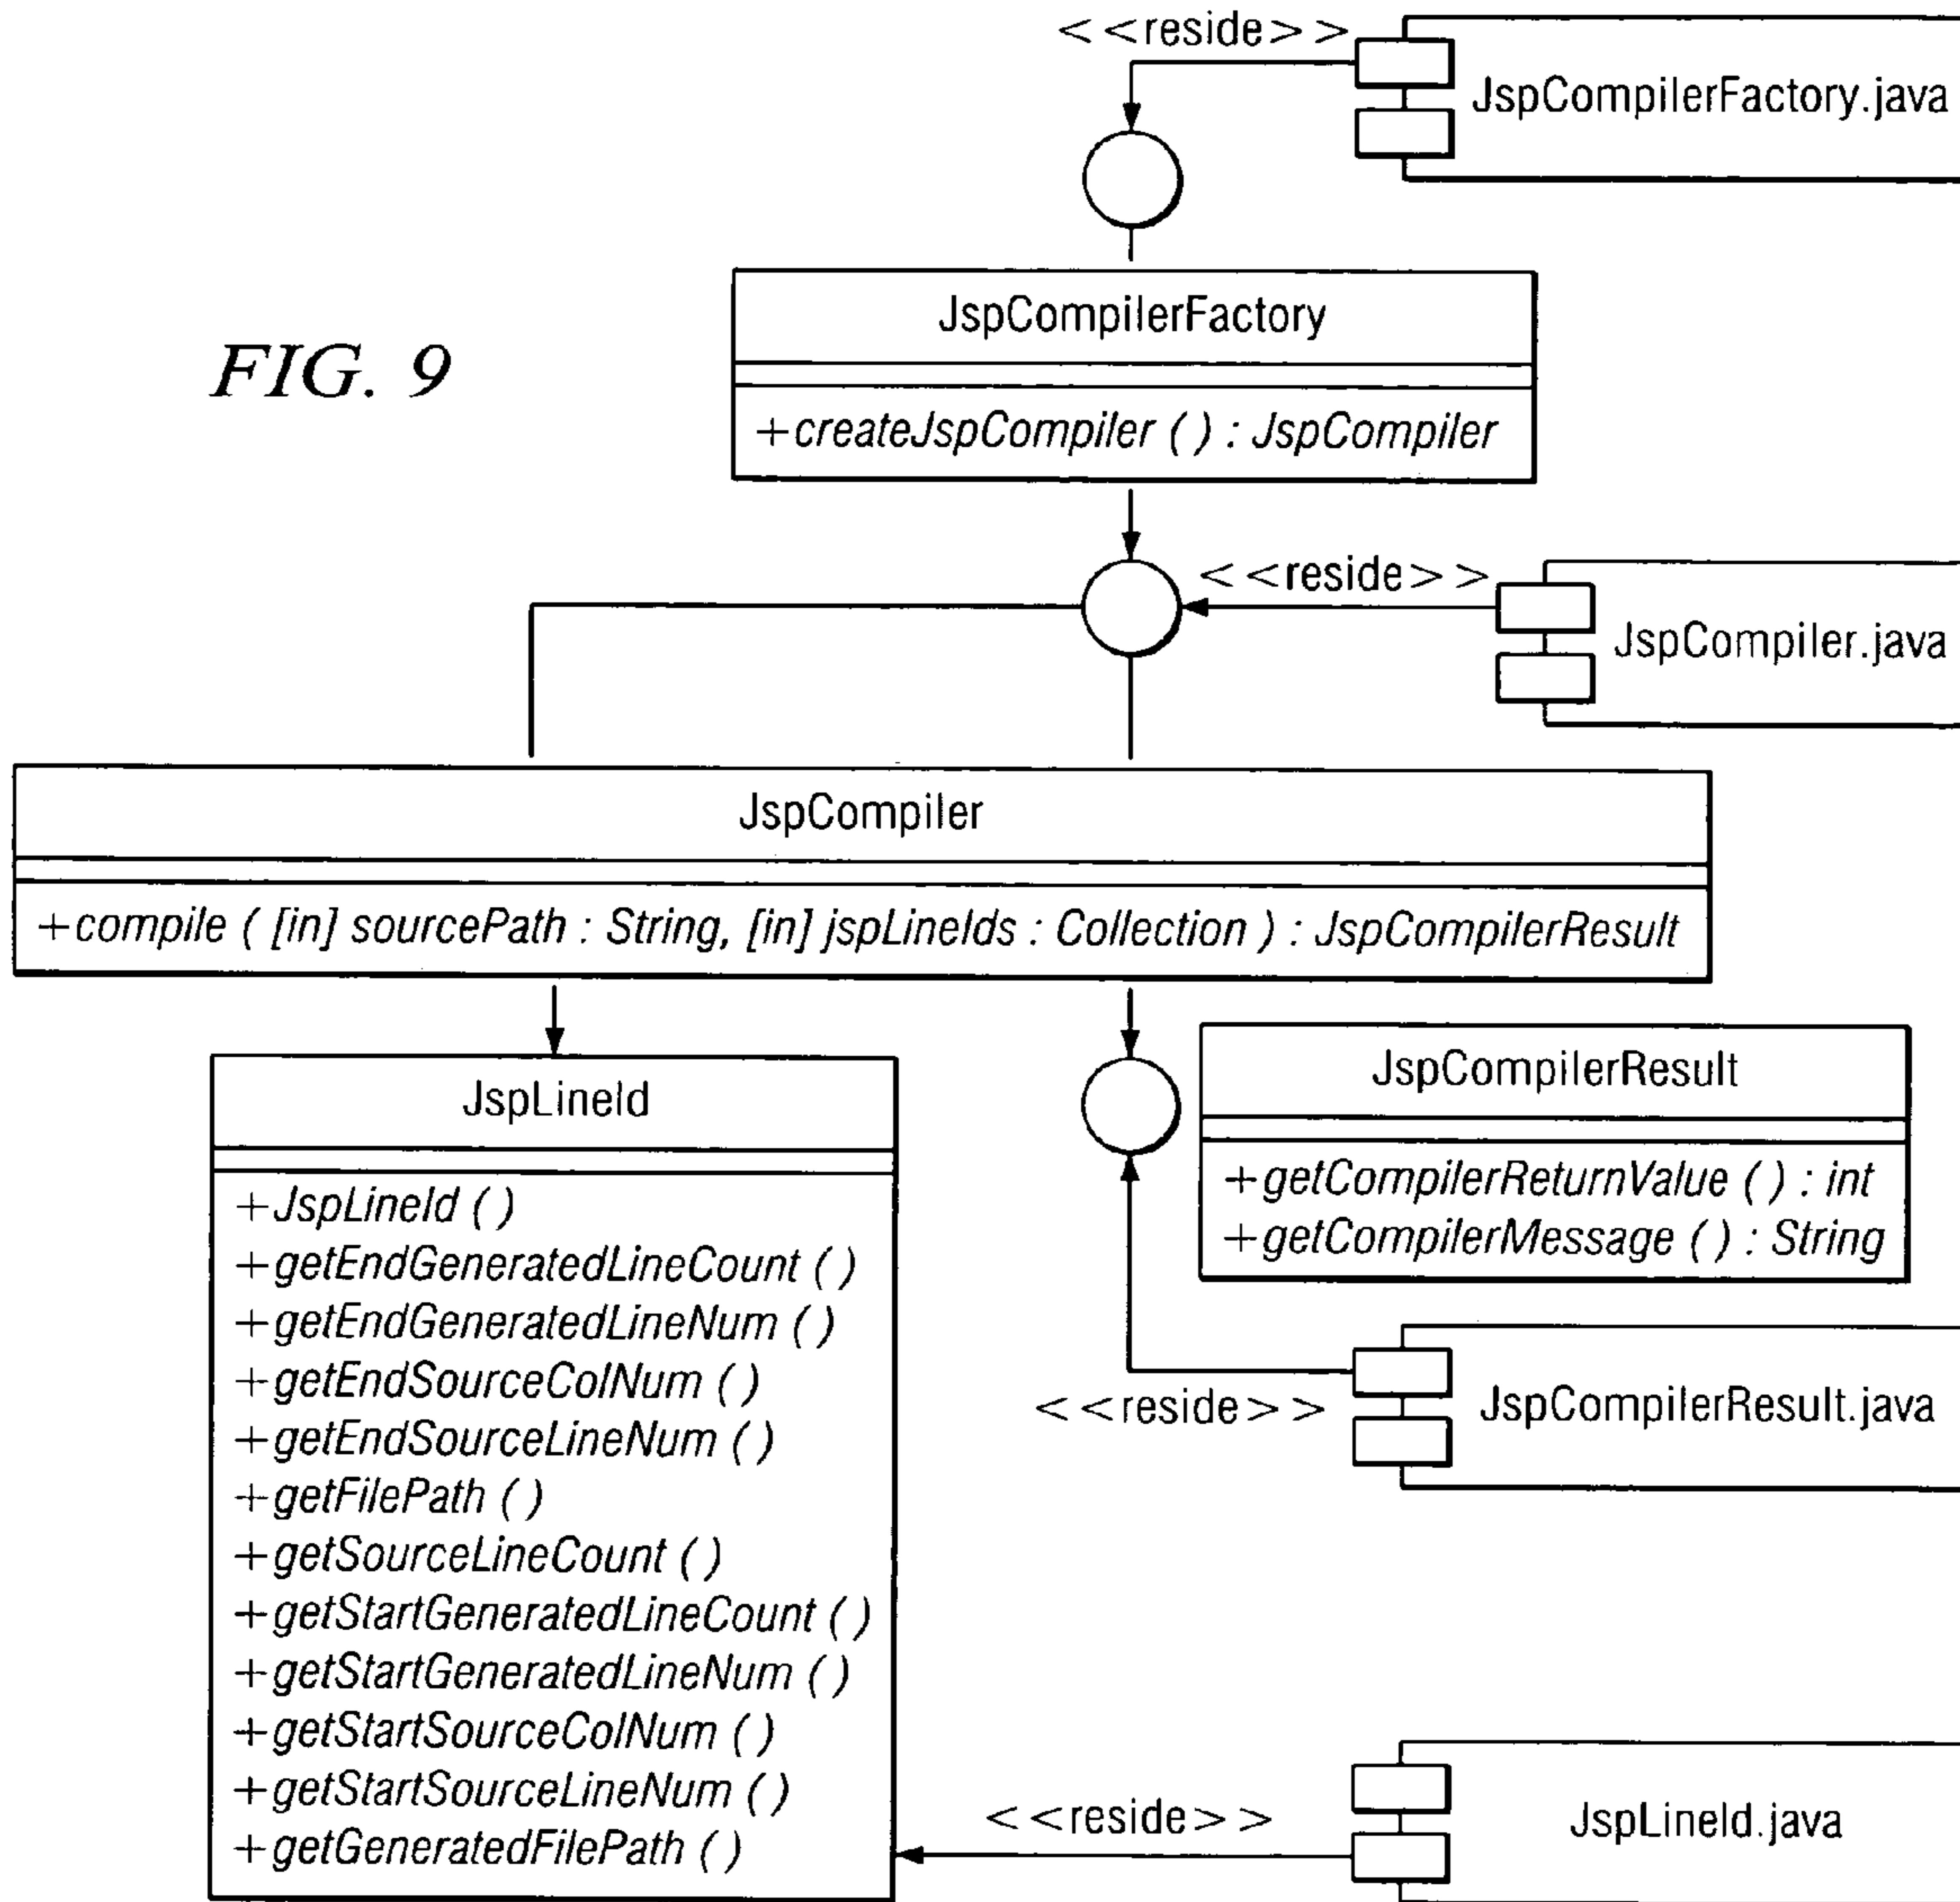 <<reside>>
JspCompilerFactory.java
FIG. 9
JspCompilerFactory
+createJspCompiler ( ) : JspCompiler
<<reside>>
JspCompiler.java
JspCompiler
+compile ( [in] sourcePath : String, [in] jspLineIds : Collection ) : JspCompilerResult
JspLineId
+JspLineId ( )
+getEndGeneratedLineCount ( )
+getEndGeneratedLineNum ( )
+getEndSourceColNum ( )
+getEndSourceLineNum ( )
+getFilePath ( )
+getSourceLineCount ( )
+getStartGeneratedLineCount ( )
+getStartGeneratedLineNum ( )
+getStartSourceColNum ( )
+getStartSourceLineNum ( )
+getGeneratedFilePath ( )
JspCompilerResult
+getCompilerReturnValue ( ) : int
+getCompilerMessage ( ) : String
<<reside>>
JspCompilerResult.java
<<reside>>
JspLineId.java